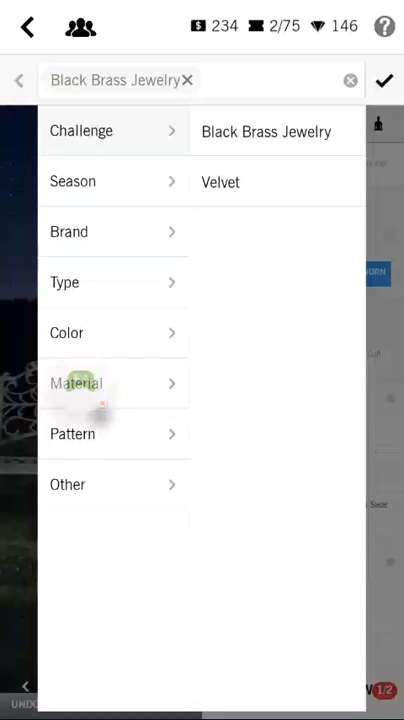 $ 234 2/75 146 ?
Black Brass Jewelry
Challenge
Black Brass Jewelry
Season
Velvet
Brand
Type
Color
Material
Pattern
Other
Sade
1/2
UNDO